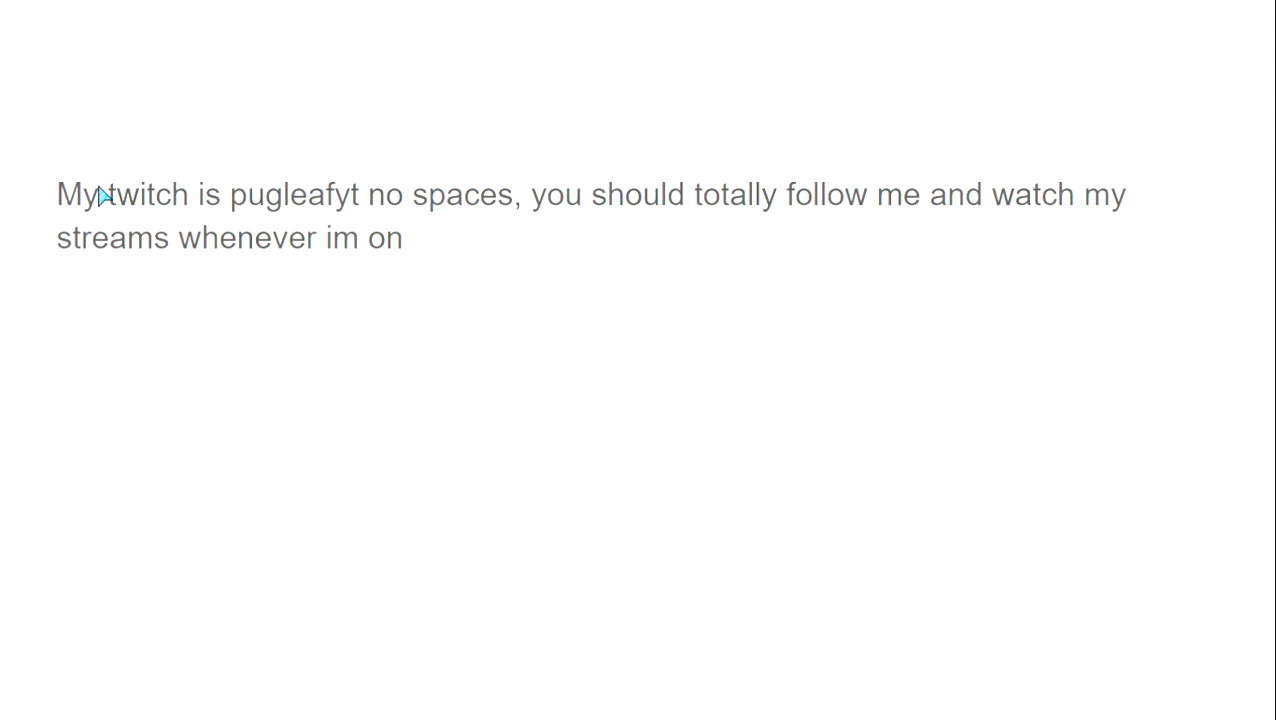 My twitch is pugleafyt no spaces, you should totally follow me and watch my
streams whenever im on